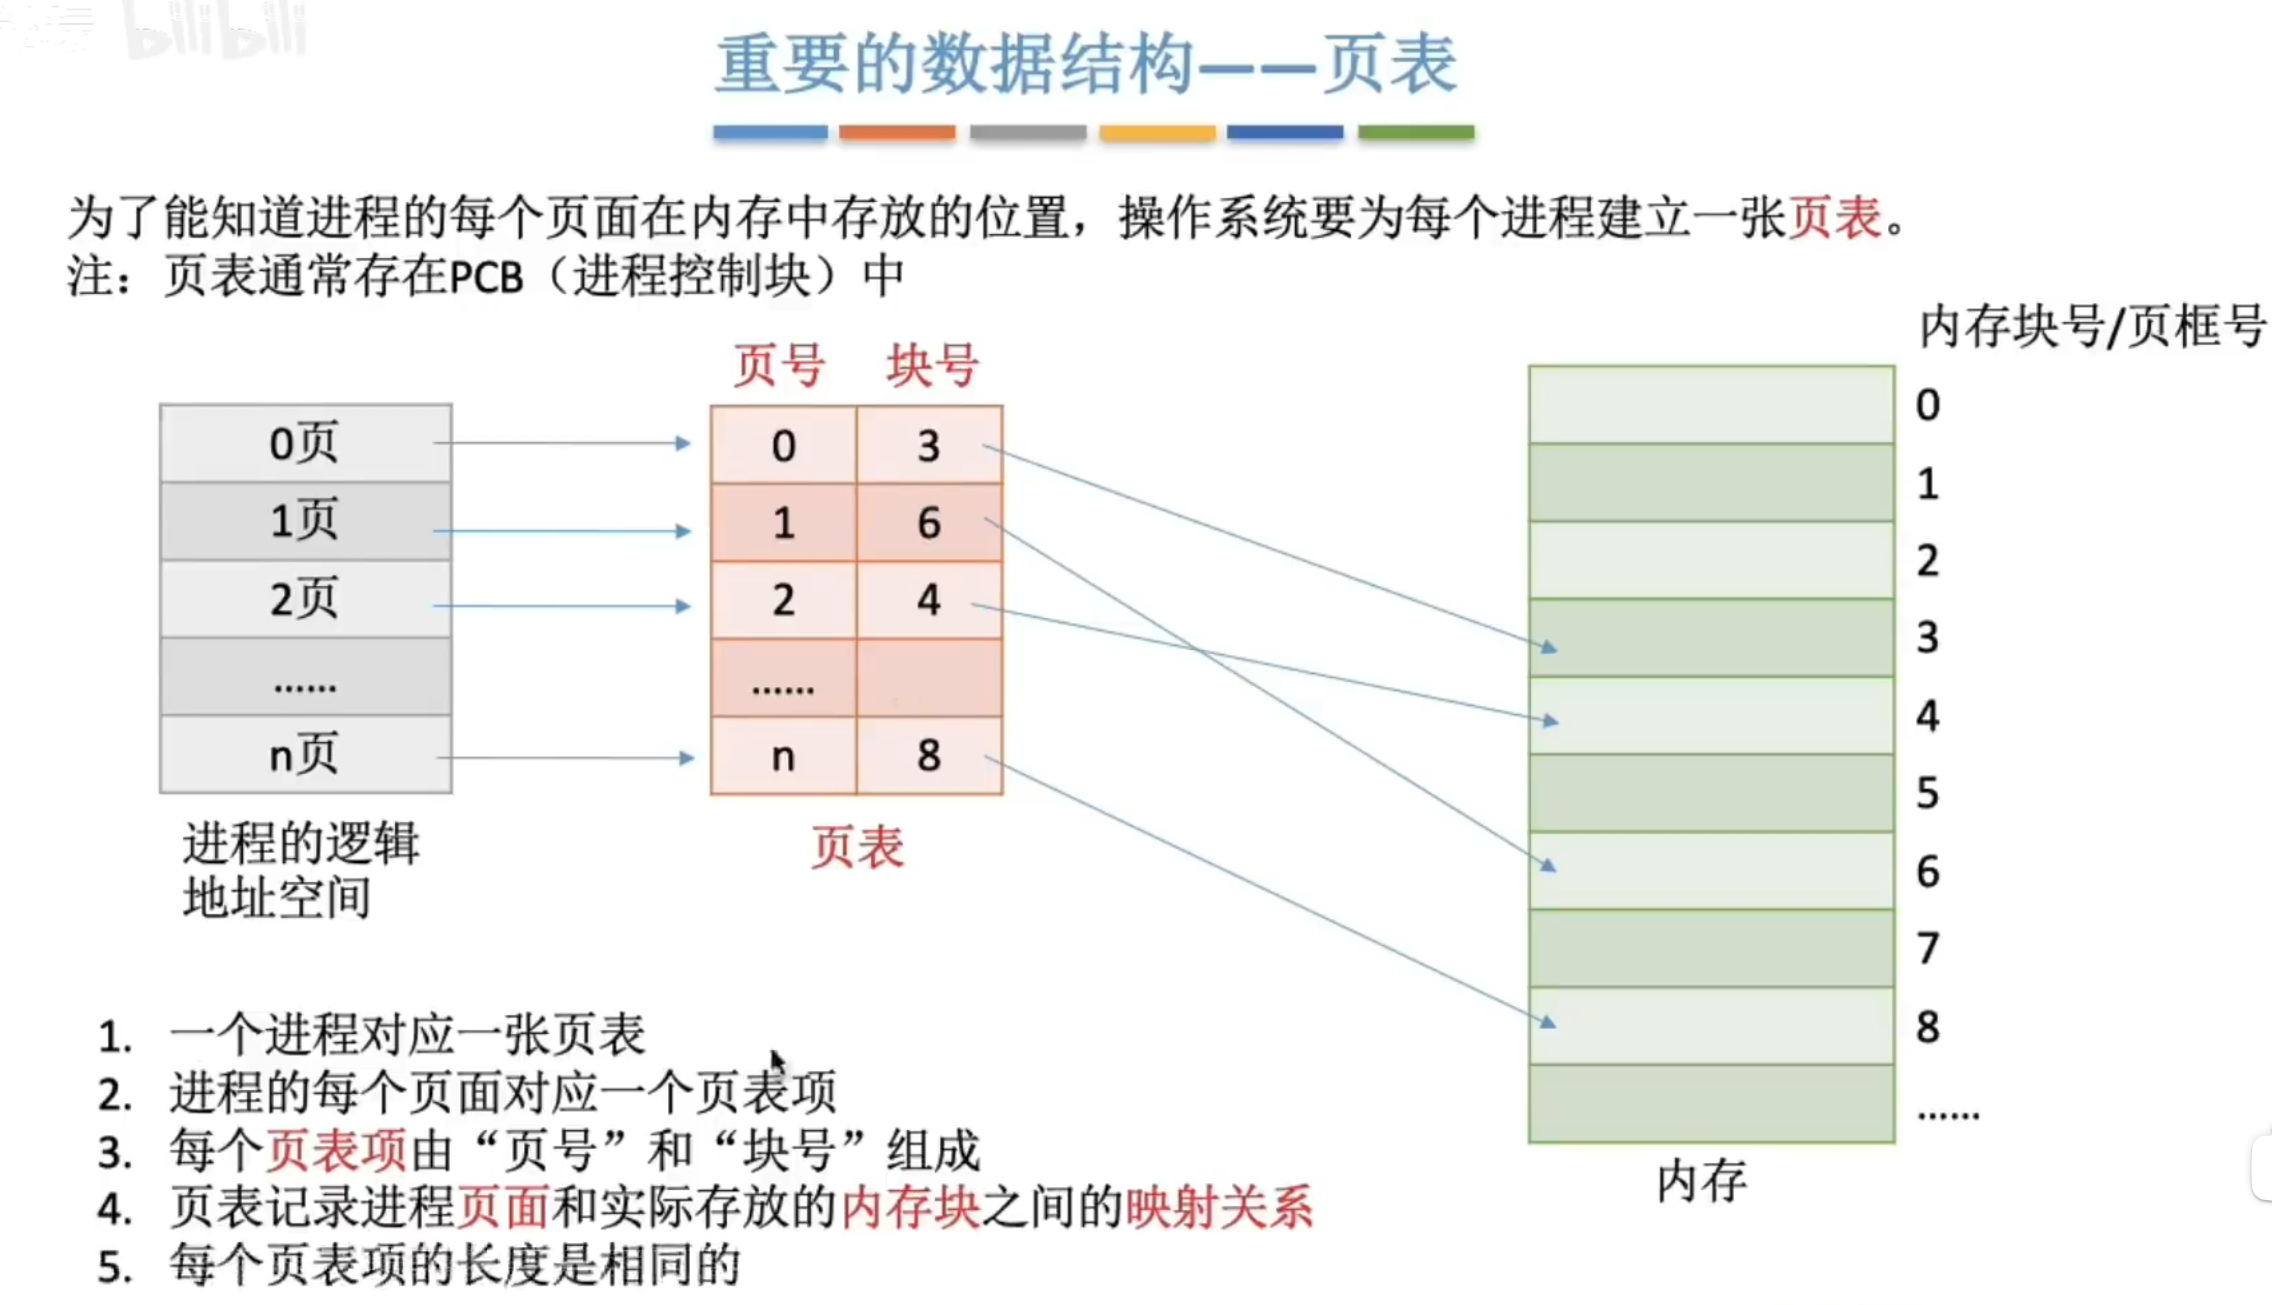 bilibili
重要的数据结构——页表
为了能知道进程的每个页面在内存中存放的位置，操作系统要为每个进程建立一张页表。
注：页表通常存在PCB（进程控制块）中
内存块号/页框号
0页
1页
2页
……
n页
进程的逻辑
地址空间
页号 块号
0 3
1 6
2 4
……
n 8
页表
0
1
2
3
4
5
6
7
8
……
内存
1. 一个进程对应一张页表
2. 进程的每个页面对应一个页表项
3. 每个页表项由“页号”和“块号”组成
4. 页表记录进程页面和实际存放的内存块之间的映射关系
5. 每个页表项的长度是相同的